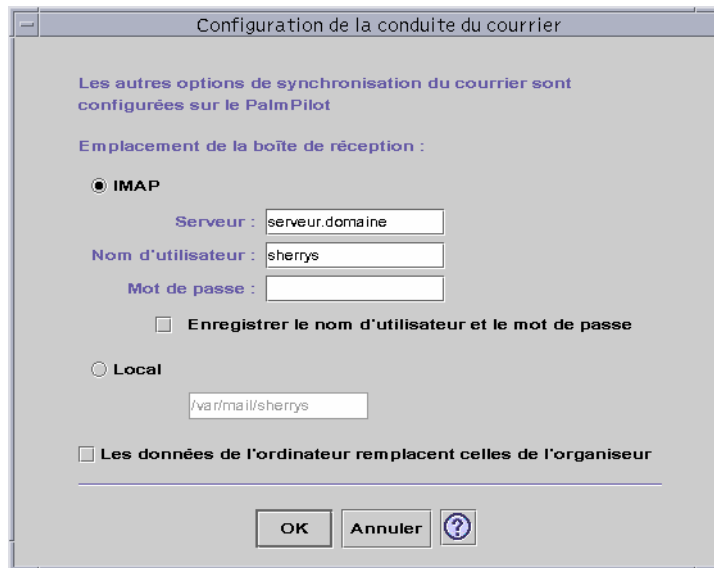 Configuration de la conduite du courrier
Les autres options de synchronisation du courrier sont
configurées sur le PalmPilot
Emplacement de la boîte de réception :
IMAP
Serveur : serveur.domaine
Nom d'utilisateur : sherrys
Mot de passe :
Enregistrer le nom d'utilisateur et le mot de passe
Local
/var/mail/sherrys
Les données de l'ordinateur remplacent celles de l'organiseur
OK Annuler ?